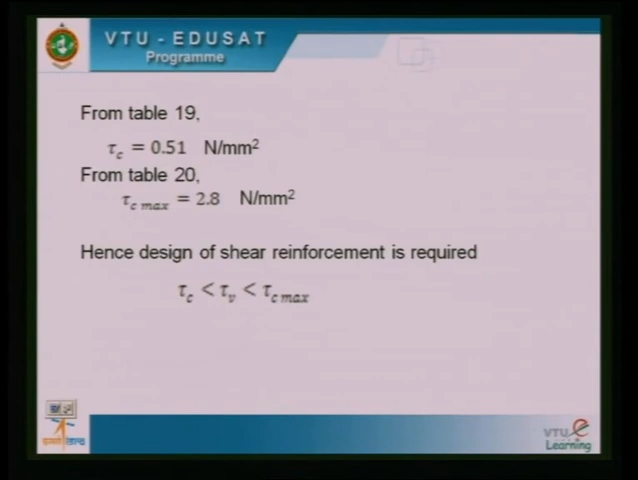 VTU - EDUSAT
Programme
From table 19,
τc = 0.51 N/mm²
From table 20,
τc max = 2.8 N/mm²
Hence design of shear reinforcement is required
τc < τv < τc max
VTU e
Learning